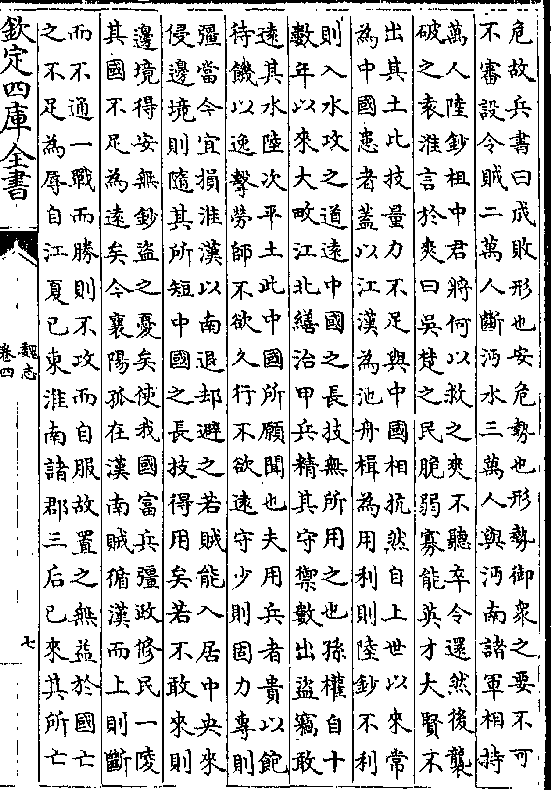 危故兵書曰成敗形也安危勢也形勢御衆之要不可
不審設令賊二萬人斷沔水三萬人與沔南諸軍相持
萬人陸鈔祖中君將何以救之爽不聽卒令還然後襲
破之袁淮言於爽曰吳楚之民脆弱寡能英才大賢不
出其土比技量力不足與中國相抗然自上世以來常
為中國患者蓋以江漢為池舟楫為用利則陸鈔不利
則入水攻之道遠中國之長技無所用之也孫權自十
數年以來大畋江北繕治甲兵精其守禦數出盜竊敢
遠其水陸次平土此中國所願聞也夫用兵者貴以飽
待饑以逸擊勞師不欲久行不欲遠守少則固力專則
彊當今宜損淮漢以南退却避之若賊能入居中央來
侵邊境則隨其所短中國之長技得用矣若不敢來則
邊境得安無鈔盜之憂矣使我國富兵彊政修民一陵
其國不足為遠矣今襄陽孤在漢南賊循漢而上則斷
而不通一戰而勝則不攻而自服故置之無益於國亡
之不足為辱自江夏已東淮南諸郡三后已來其所亡
欽定四庫全書
魏志
卷四
七